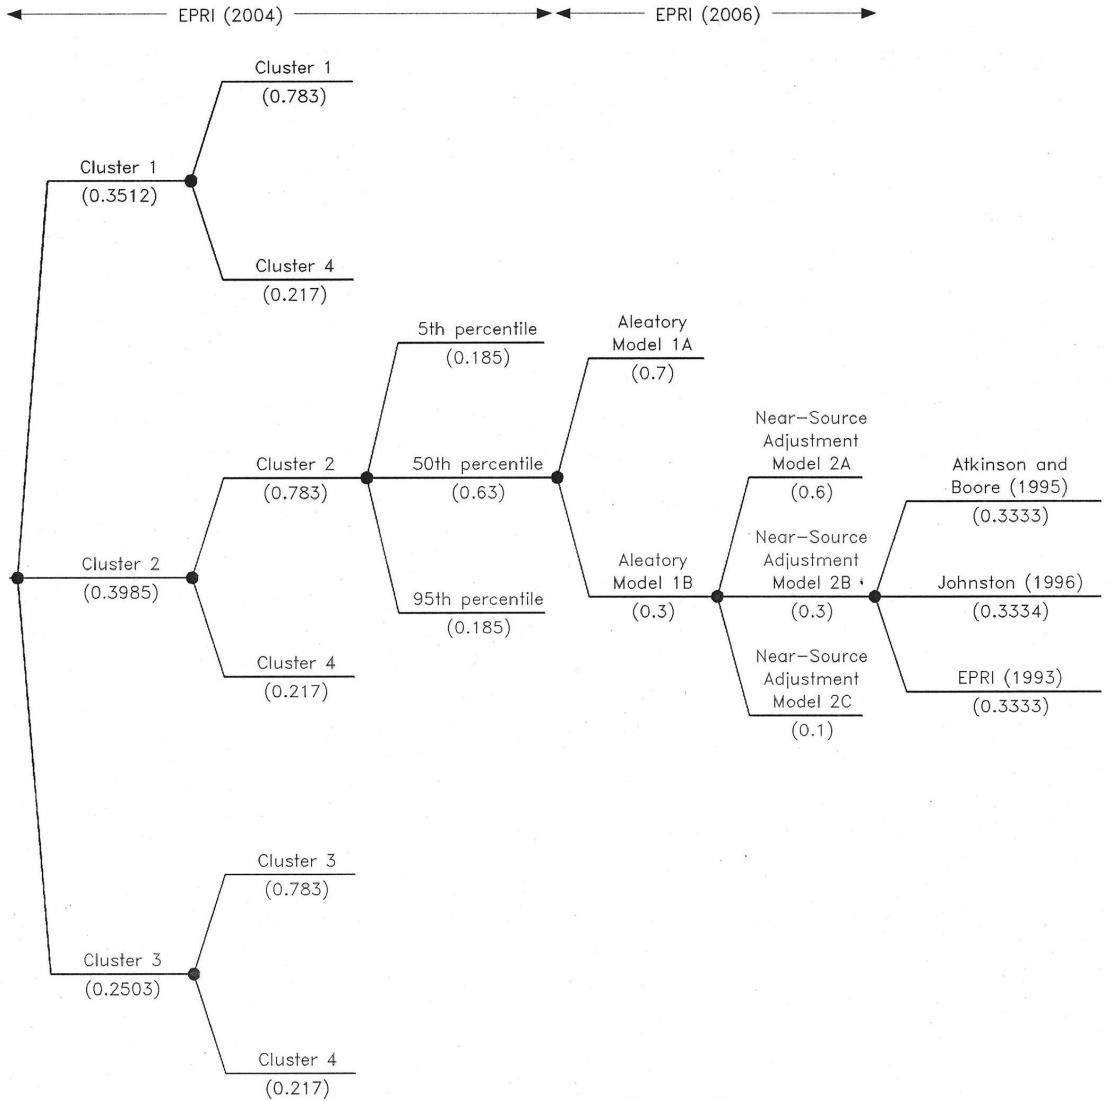 EPRI (2004)
EPRI (2006)
Cluster 1
(0.783)
Cluster 1
(0.3512)
Cluster 4
(0.217)
5th percentile
(0.185)
Aleatory
Model 1A
(0.7)
Cluster 2
(0.783)
50th percentile
(0.63)
Near-Source
Adjustment
Model 2A
(0.6)
Atkinson and
Boore (1995)
(0.3333)
Cluster 2
(0.3985)
Aleatory
Model 1B
(0.3)
Near-Source
Adjustment
Model 2B
(0.3)
Johnston (1996)
(0.3334)
95th percentile
(0.185)
Cluster 4
(0.217)
Near-Source
Adjustment
Model 2C
(0.1)
EPRI (1993)
(0.3333)
Cluster 3
(0.783)
Cluster 3
(0.2503)
Cluster 4
(0.217)